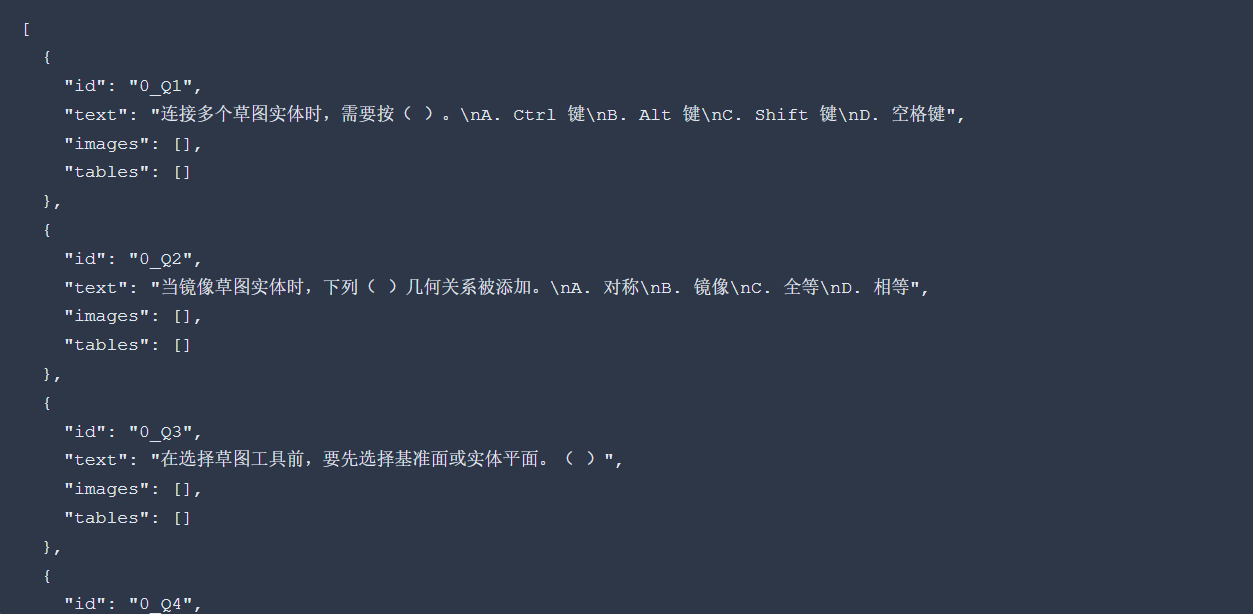 [
  {
    "id": "0_Q1",
    "text": "连接多个草图实体时，需要按（ ）。\nA. Ctrl 键\nB. Alt 键\nC. Shift 键\nD. 空格键",
    "images": [],
    "tables": []
  },
  {
    "id": "0_Q2",
    "text": "当镜像草图实体时，下列（ ）几何关系被添加。\nA. 对称\nB. 镜像\nC. 全等\nD. 相等",
    "images": [],
    "tables": []
  },
  {
    "id": "0_Q3",
    "text": "在选择草图工具前，要先选择基准面或实体平面。（ ）",
    "images": [],
    "tables": []
  },
  {
    "id": "0_Q4",